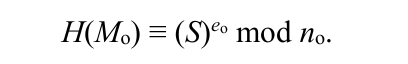 H(Mₒ) ≡ (S)^{eₒ} mod nₒ.